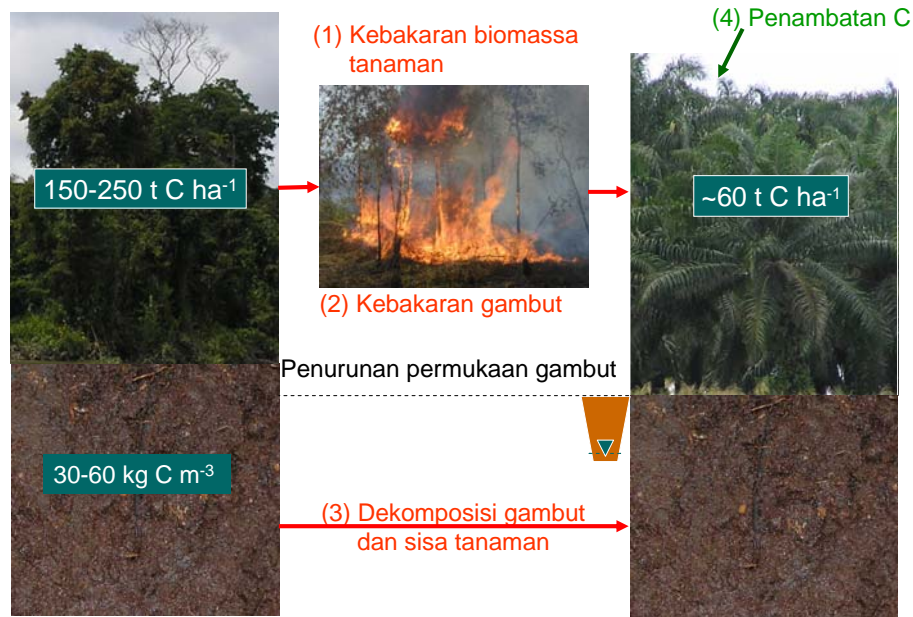 (4) Penambatan C
(1) Kebakaran biomassa
tanaman
150-250 t C ha⁻¹
~60 t C ha⁻¹
(2) Kebakaran gambut
Penurunan permukaan gambut
30-60 kg C m⁻³
(3) Dekomposisi gambut
dan sisa tanaman